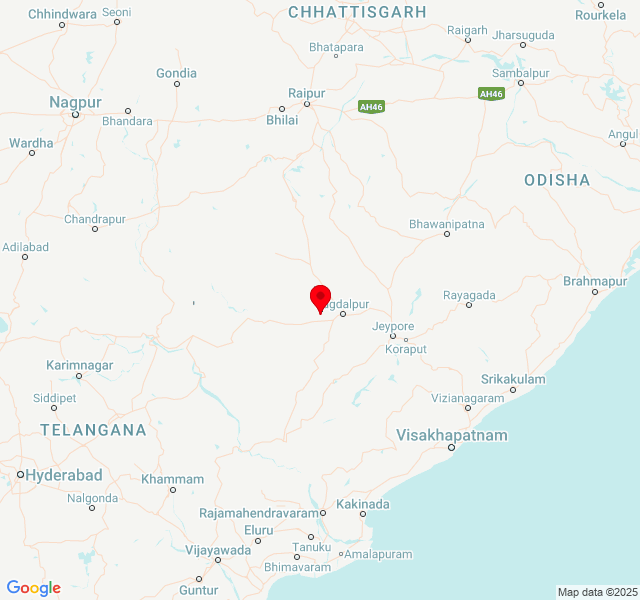 CHHATTISGARH
Chhindwara
Seoni
Rourkela
Raigarh
Jharsuguda
Bhatapara
Gondia
Sambalpur
Raipur
Nagpur
AH46
AH46
Bhandara
Bhilai
Angul
Wardha
ODISHA
Chandrapur
Bhawanipatna
Adilabad
Brahmapur
Rayagada
gdalpur
Jeypore
Koraput
Karimnagar
Srikakulam
Siddipet
Vizianagaram
TELANGANA
Visakhapatnam
Hyderabad
Khammam
Nalgonda
Kakinada
Rajamahendravaram
Eluru
Tanuku
Vijayawada
Amalapuram
Bhimavaram
Guntur
Google
Map data ©2025